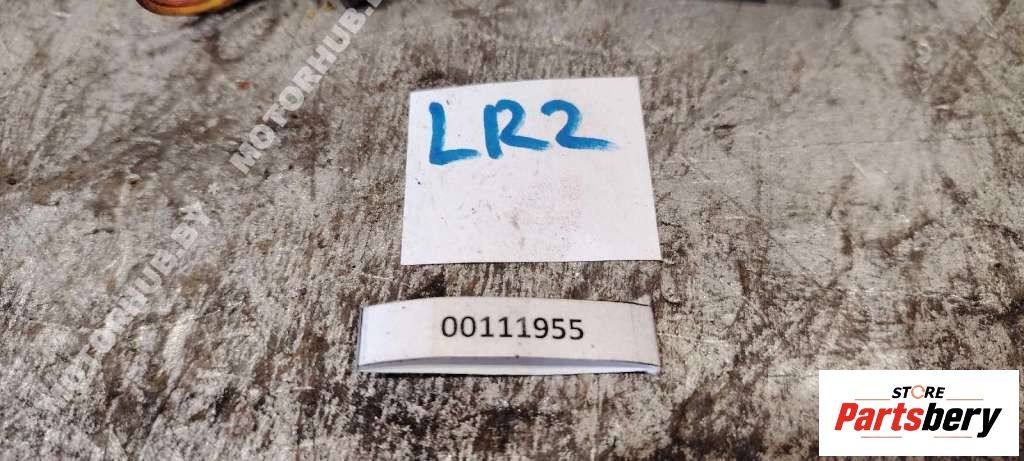 MOTORHUB.BY
LR2
MOTORHUB.BY
00111955
STORE
Partsbery